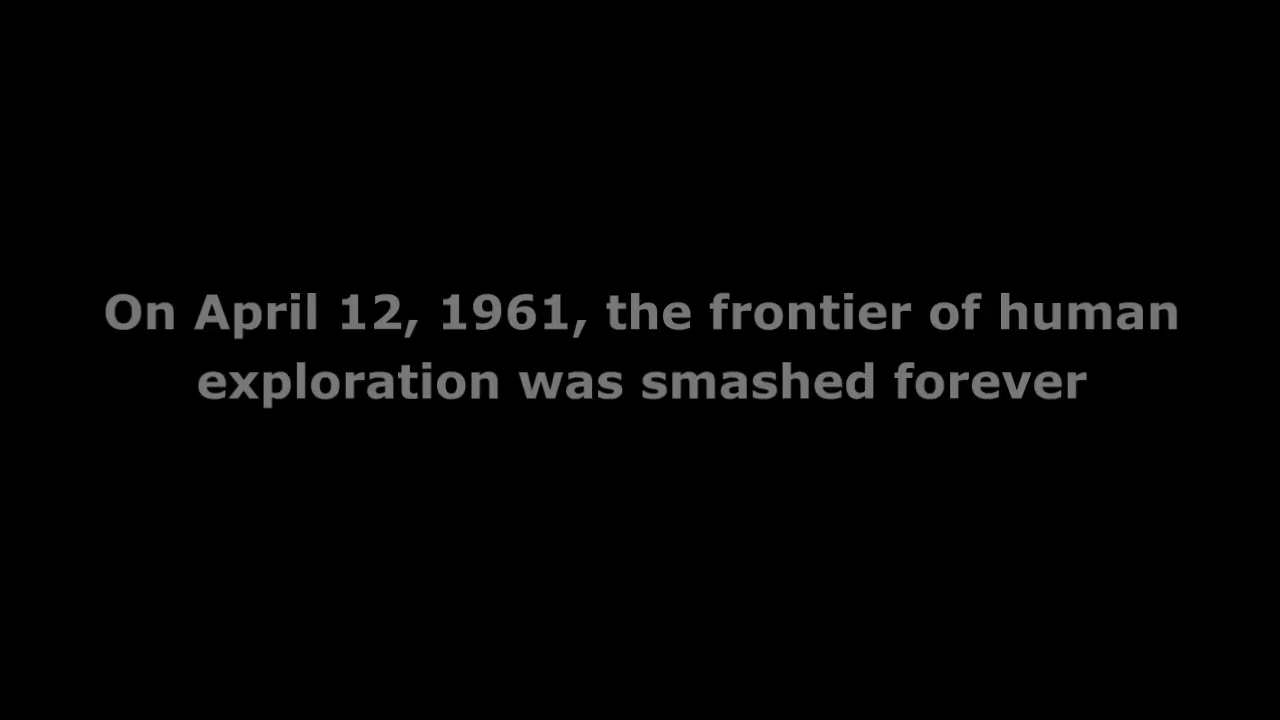 On April 12, 1961, the frontier of human
exploration was smashed forever